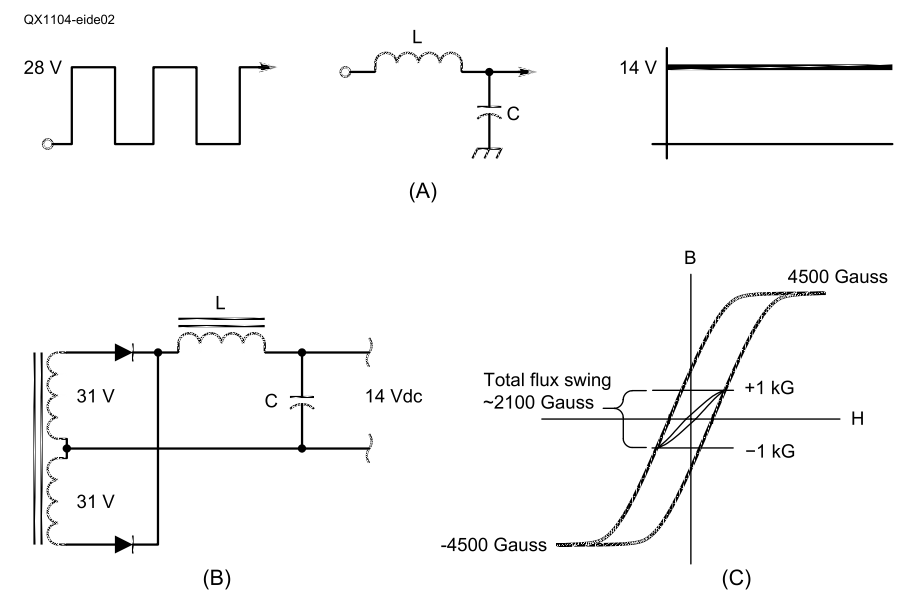 QX1104-eide02
28 V
L
C
14 V
(A)
L
31 V
C
14 Vdc
31 V
(B)
B
4500 Gauss
Total flux swing
~2100 Gauss
+1 kG
H
−1 kG
-4500 Gauss
(C)